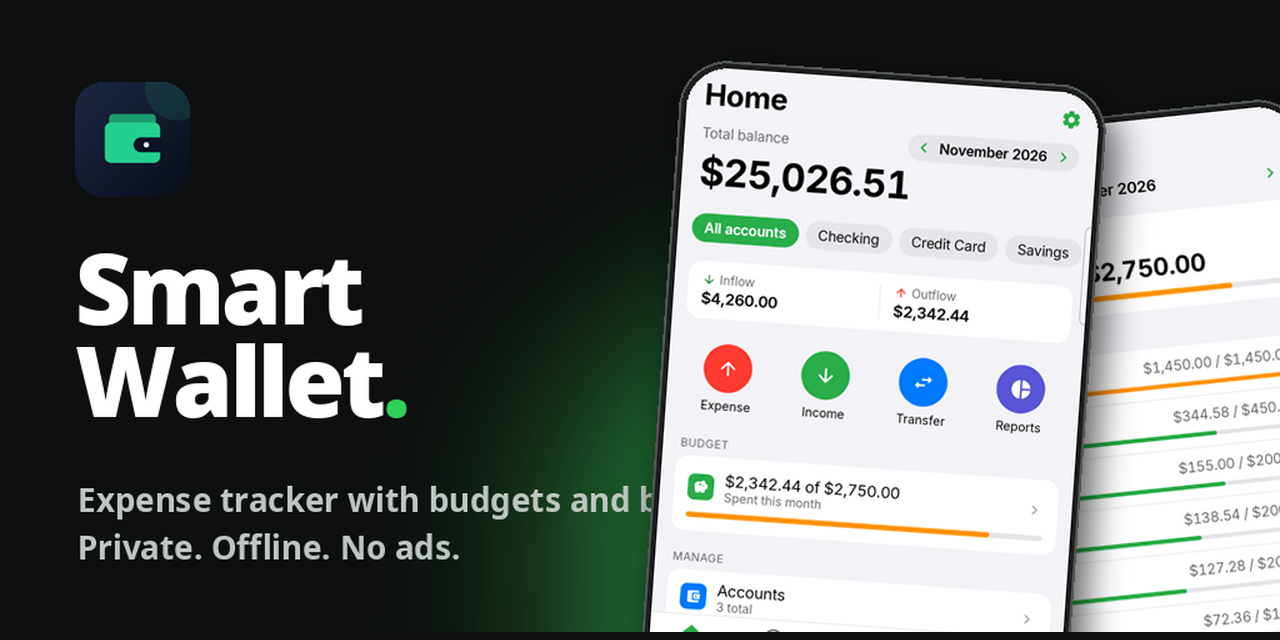 Smart
Wallet.
Expense tracker with budgets and
Private. Offline. No ads.
Home
Total balance
November 2026
$25,026.51
All accounts
Checking
Credit Card
Savings
Inflow
$4,260.00
Outflow
$2,342.44
Expense
Income
Transfer
Reports
BUDGET
$2,342.44 of $2,750.00
Spent this month
MANAGE
Accounts
3 total
2026
$2,750.00
$1,450.00 / $1,450.
$344.58 / $450.
$155.00 / $200
$138.54 / $20
$127.28 / $20
$72.36 / $1